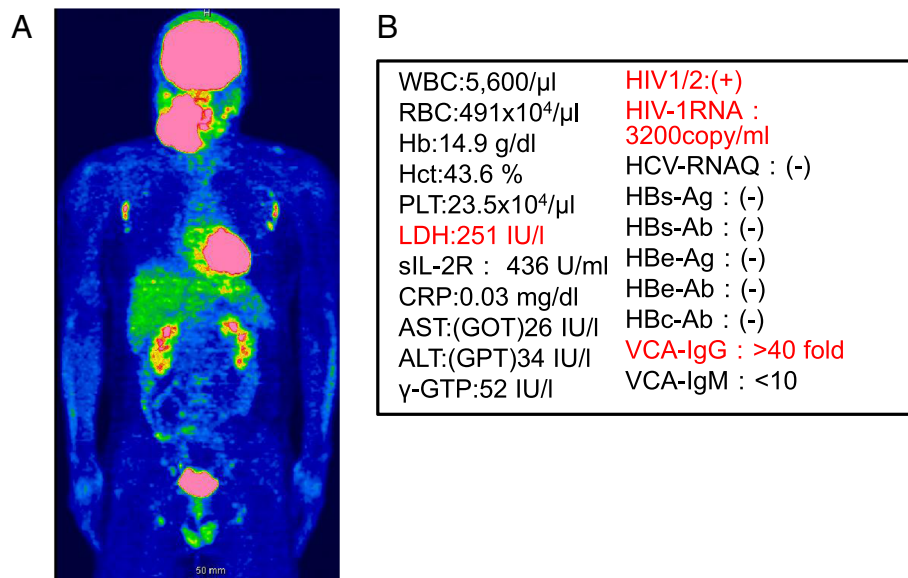 A
H
50 mm
B
WBC:5,600/µl
RBC:491x10⁴/µl
Hb:14.9 g/dl
Hct:43.6 %
PLT:23.5x10⁴/µl
LDH:251 IU/l
sIL-2R : 436 U/ml
CRP:0.03 mg/dl
AST:(GOT)26 IU/l
ALT:(GPT)34 IU/l
γ-GTP:52 IU/l
HIV1/2:(+)
HIV-1RNA :
3200copy/ml
HCV-RNAQ : (-)
HBs-Ag : (-)
HBs-Ab : (-)
HBe-Ag : (-)
HBe-Ab : (-)
HBc-Ab : (-)
VCA-IgG : >40 fold
VCA-IgM : <10